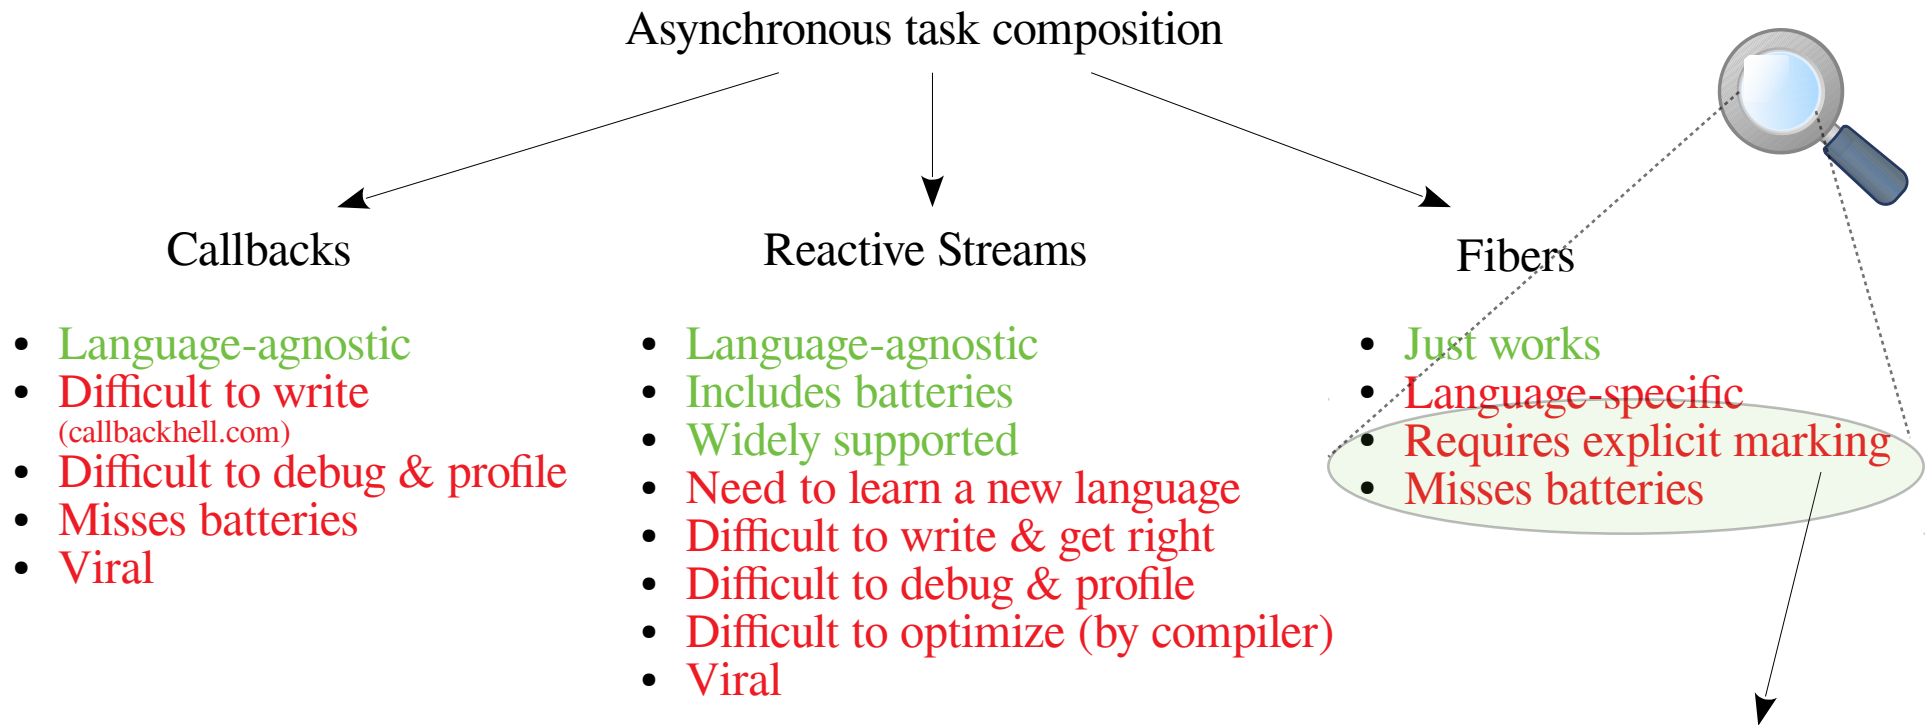 Asynchronous task composition
Callbacks
• Language-agnostic
• Difficult to write
(callbackhell.com)
• Difficult to debug & profile
• Misses batteries
• Viral
Reactive Streams
• Language-agnostic
• Includes batteries
• Widely supported
• Need to learn a new language
• Difficult to write & get right
• Difficult to debug & profile
• Difficult to optimize (by compiler)
• Viral
Fibers
• Just works
• Language-specific
• Requires explicit marking
• Misses batteries